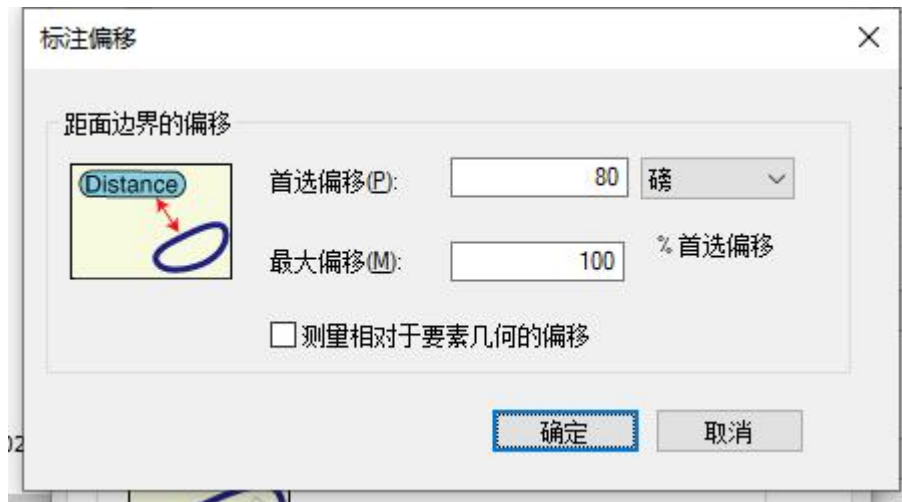 标注偏移
距面边界的偏移
Distance
首选偏移(P): 80 磅
最大偏移(M): 100 % 首选偏移
测量相对于要素几何的偏移
确定 取消